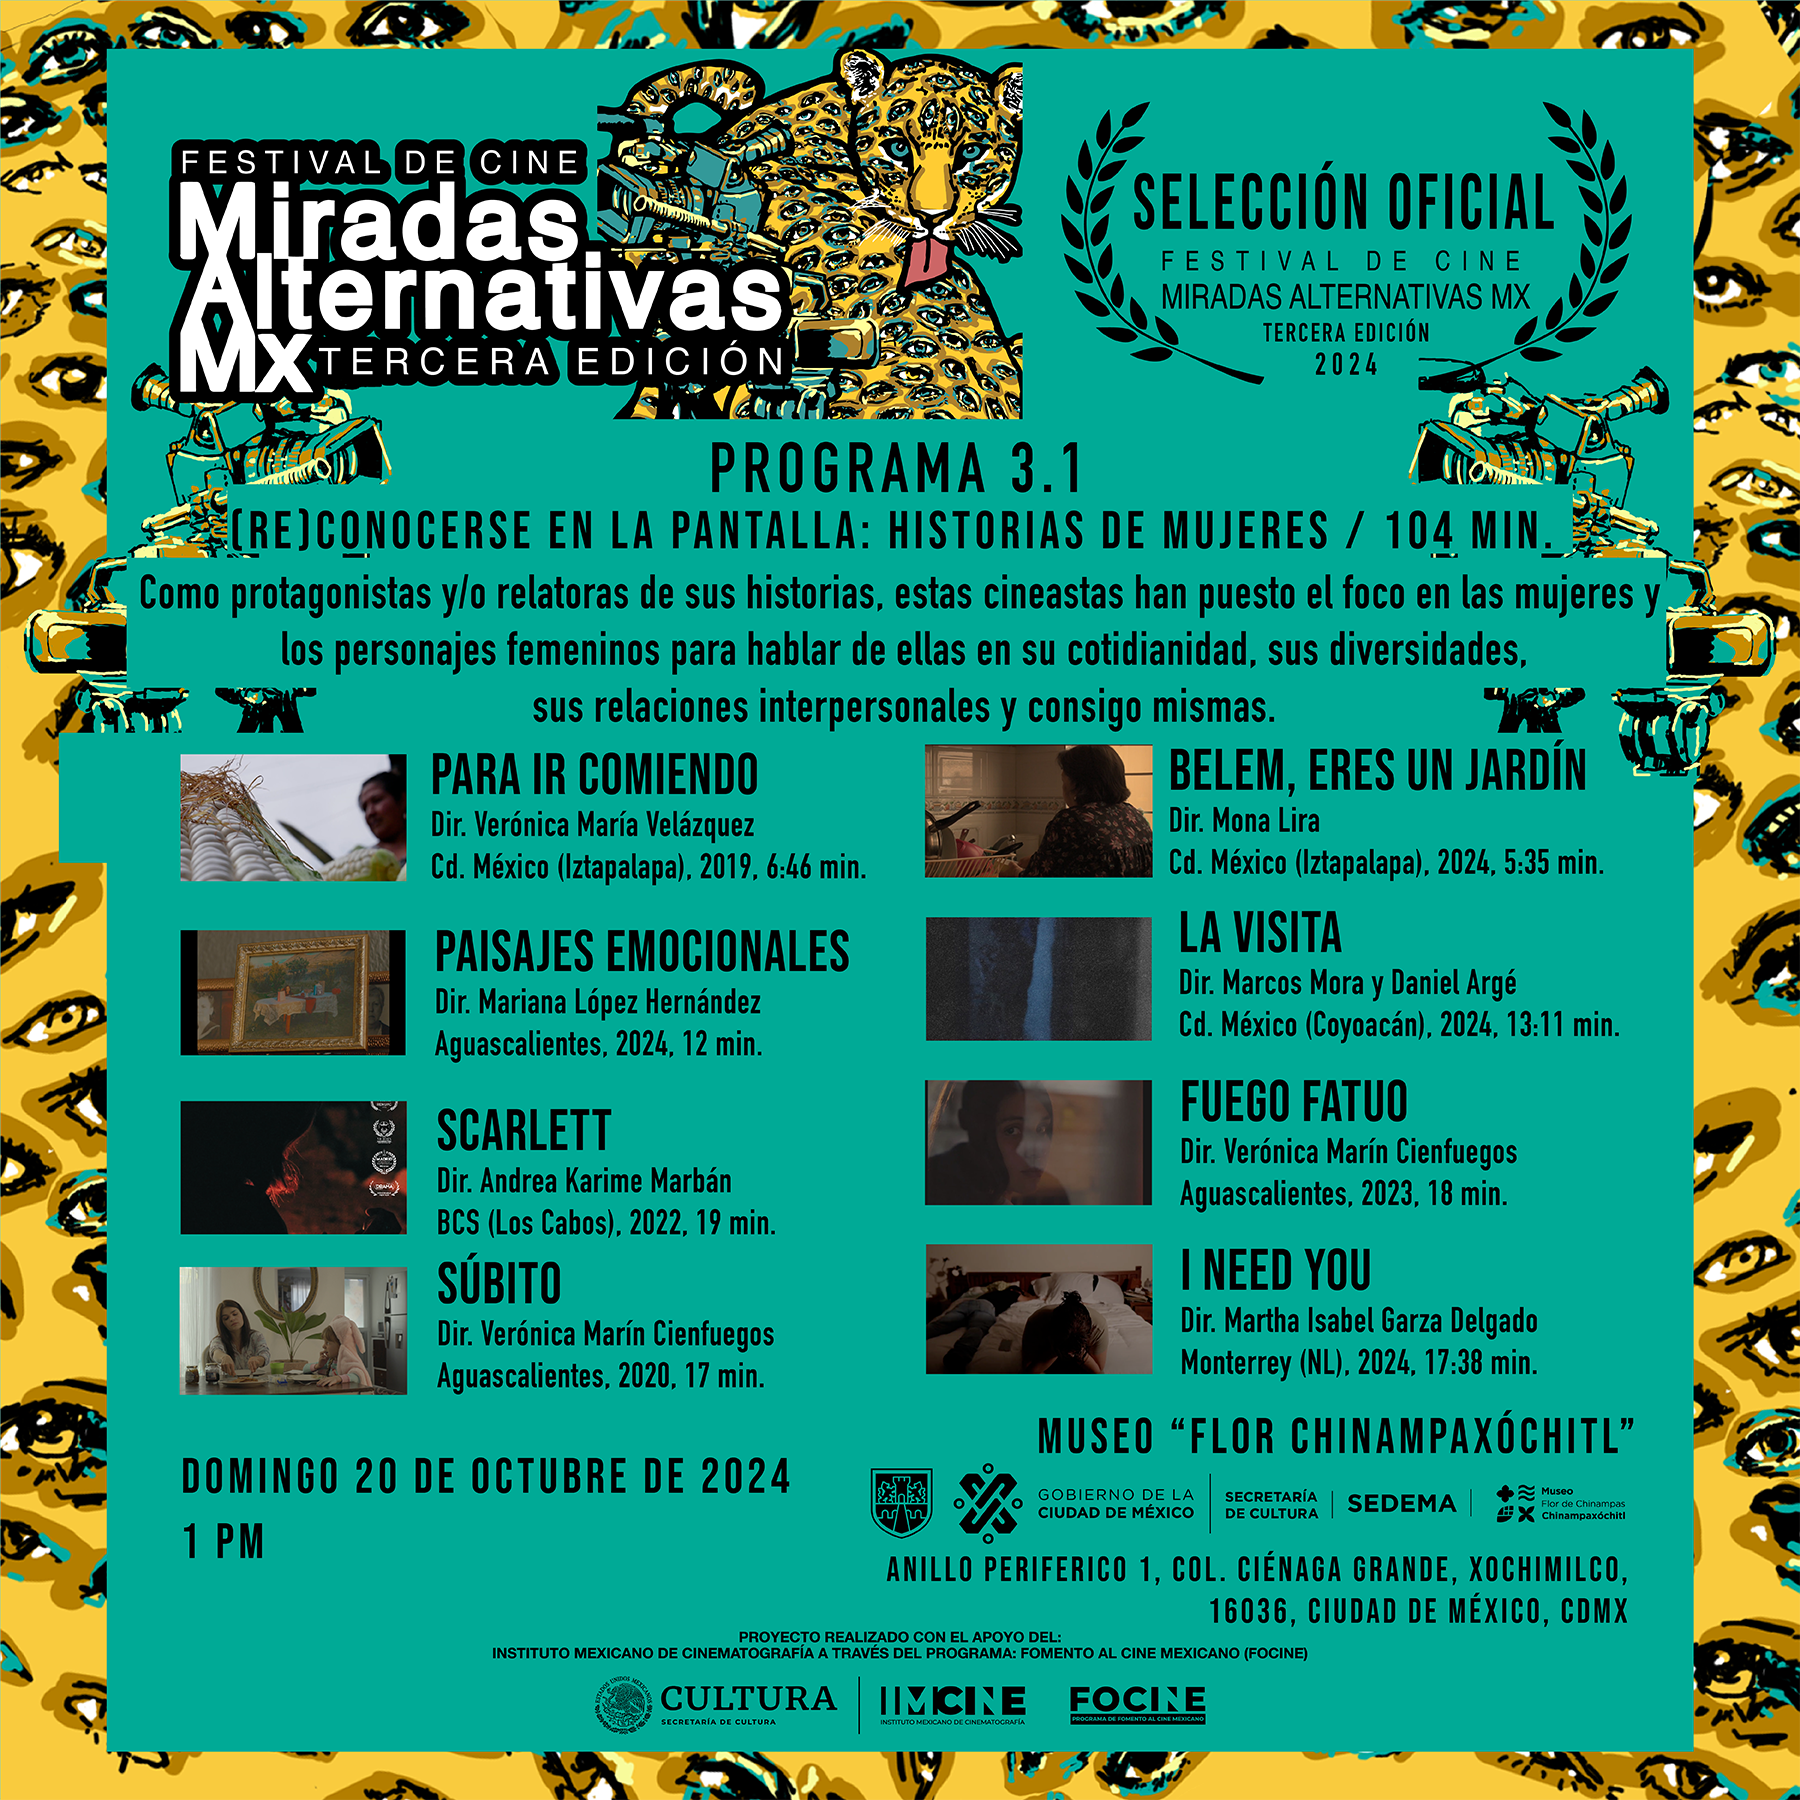 FESTIVAL DE CINE
Miradas
Alternativas
Mx TERCERA EDICIÓN
SELECCIÓN OFICIAL
FESTIVAL DE CINE
MIRADAS ALTERNATIVAS MX
TERCERA EDICIÓN
2024
PROGRAMA 3.1
(RE)CONOCERSE EN LA PANTALLA: HISTORIAS DE MUJERES / 104 MIN.
Como protagonistas y/o relatoras de sus historias, estas cineastas han puesto el foco en las mujeres y
los personajes femeninos para hablar de ellas en su cotidianidad, sus diversidades,
sus relaciones interpersonales y consigo mismas.
PARA IR COMIENDO
Dir. Verónica María Velázquez
Cd. México (Iztapalapa), 2019, 6:46 min.
PAISAJES EMOCIONALES
Dir. Mariana López Hernández
Aguascalientes, 2024, 12 min.
SCARLETT
Dir. Andrea Karime Marbán
BCS (Los Cabos), 2022, 19 min.
SÚBITO
Dir. Verónica Marín Cienfuegos
Aguascalientes, 2020, 17 min.
BELEM, ERES UN JARDÍN
Dir. Mona Lira
Cd. México (Iztapalapa), 2024, 5:35 min.
LA VISITA
Dir. Marcos Mora y Daniel Argé
Cd. México (Coyoacán), 2024, 13:11 min.
FUEGO FATUO
Dir. Verónica Marín Cienfuegos
Aguascalientes, 2023, 18 min.
I NEED YOU
Dir. Martha Isabel Garza Delgado
Monterrey (NL), 2024, 17:38 min.
DOMINGO 20 DE OCTUBRE DE 2024
1 PM
MUSEO “FLOR CHINAMPAXÓCHITL”
GOBIERNO DE LA
CIUDAD DE MÉXICO
SECRETARÍA
DE CULTURA
SEDEMA
Museo
Flor de Chinampas
Chinampaxóchitl
ANILLO PERIFERICO 1, COL. CIÉNAGA GRANDE, XOCHIMILCO,
16036, CIUDAD DE MÉXICO, CDMX
PROYECTO REALIZADO CON EL APOYO DEL:
INSTITUTO MEXICANO DE CINEMATOGRAFÍA A TRAVÉS DEL PROGRAMA: FOMENTO AL CINE MEXICANO (FOCINE)
ESTADOS UNIDOS MEXICANOS
CULTURA
SECRETARÍA DE CULTURA
IMCINE
INSTITUTO MEXICANO DE CINEMATOGRAFÍA
FOCINE
PROGRAMA DE FOMENTO AL CINE MEXICANO